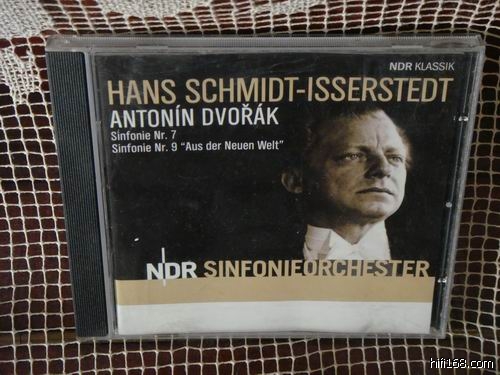 NDR KLASSIK
HANS SCHMIDT-ISSERSTEDT
ANTONÍN DVOŘÁK
Sinfonie Nr. 7
Sinfonie Nr. 9 “Aus der Neuen Welt”
NDR SINFONIEORCHESTER
hifi168.com